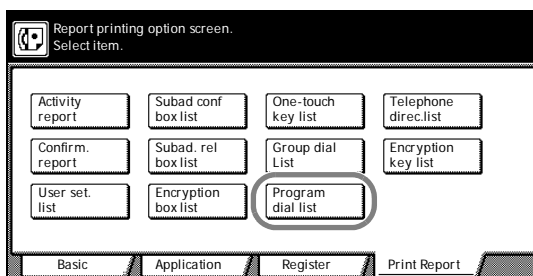 Report printing option screen.
Select item.
Activity
report
Subad conf
box list
One-touch
key list
Telephone
direc.list
Confirm.
report
Subad. rel
box list
Group dial
List
Encryption
key list
User set.
list
Encryption
box list
Program
dial list
Basic
Application
Register
Print Report